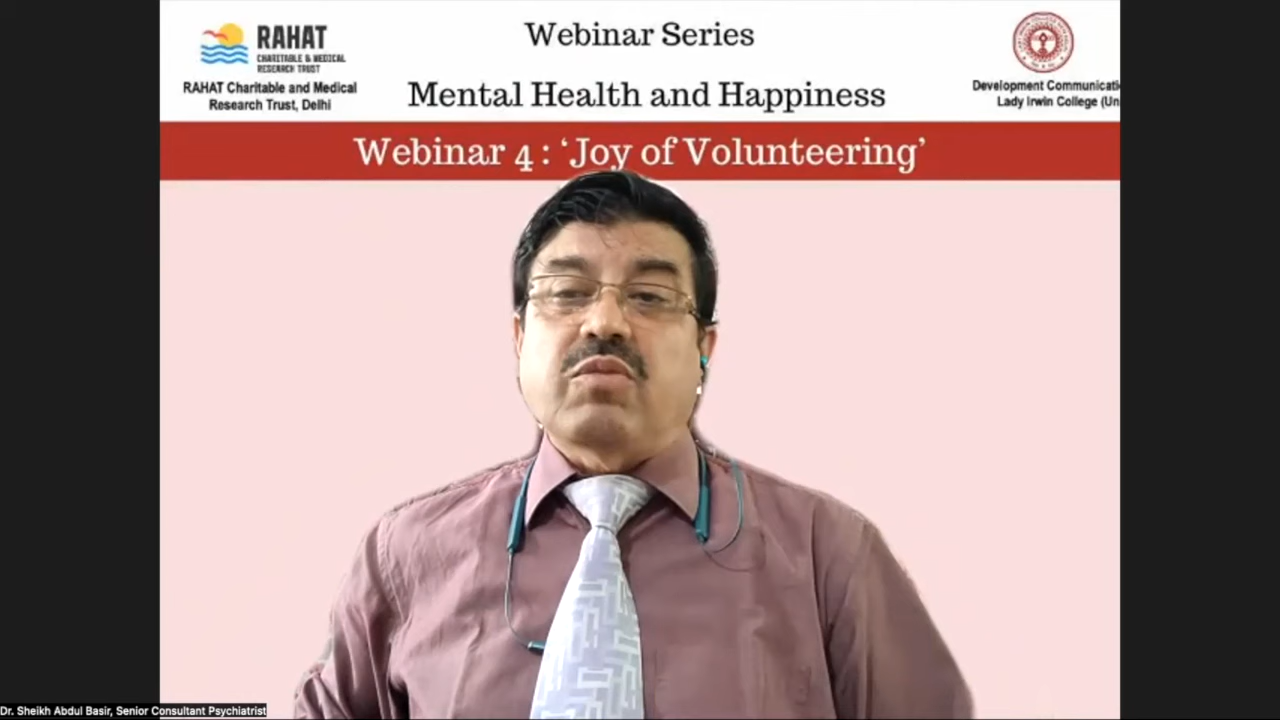 RAHAT
CHARITABLE & MEDICAL
RESEARCH TRUST
RAHAT Charitable and Medical
Research Trust, Delhi
Webinar Series
Mental Health and Happiness
Development Communicati
Lady Irwin College (Un
Webinar 4 : ‘Joy of Volunteering’
Dr. Sheikh Abdul Basir, Senior Consultant Psychiatrist